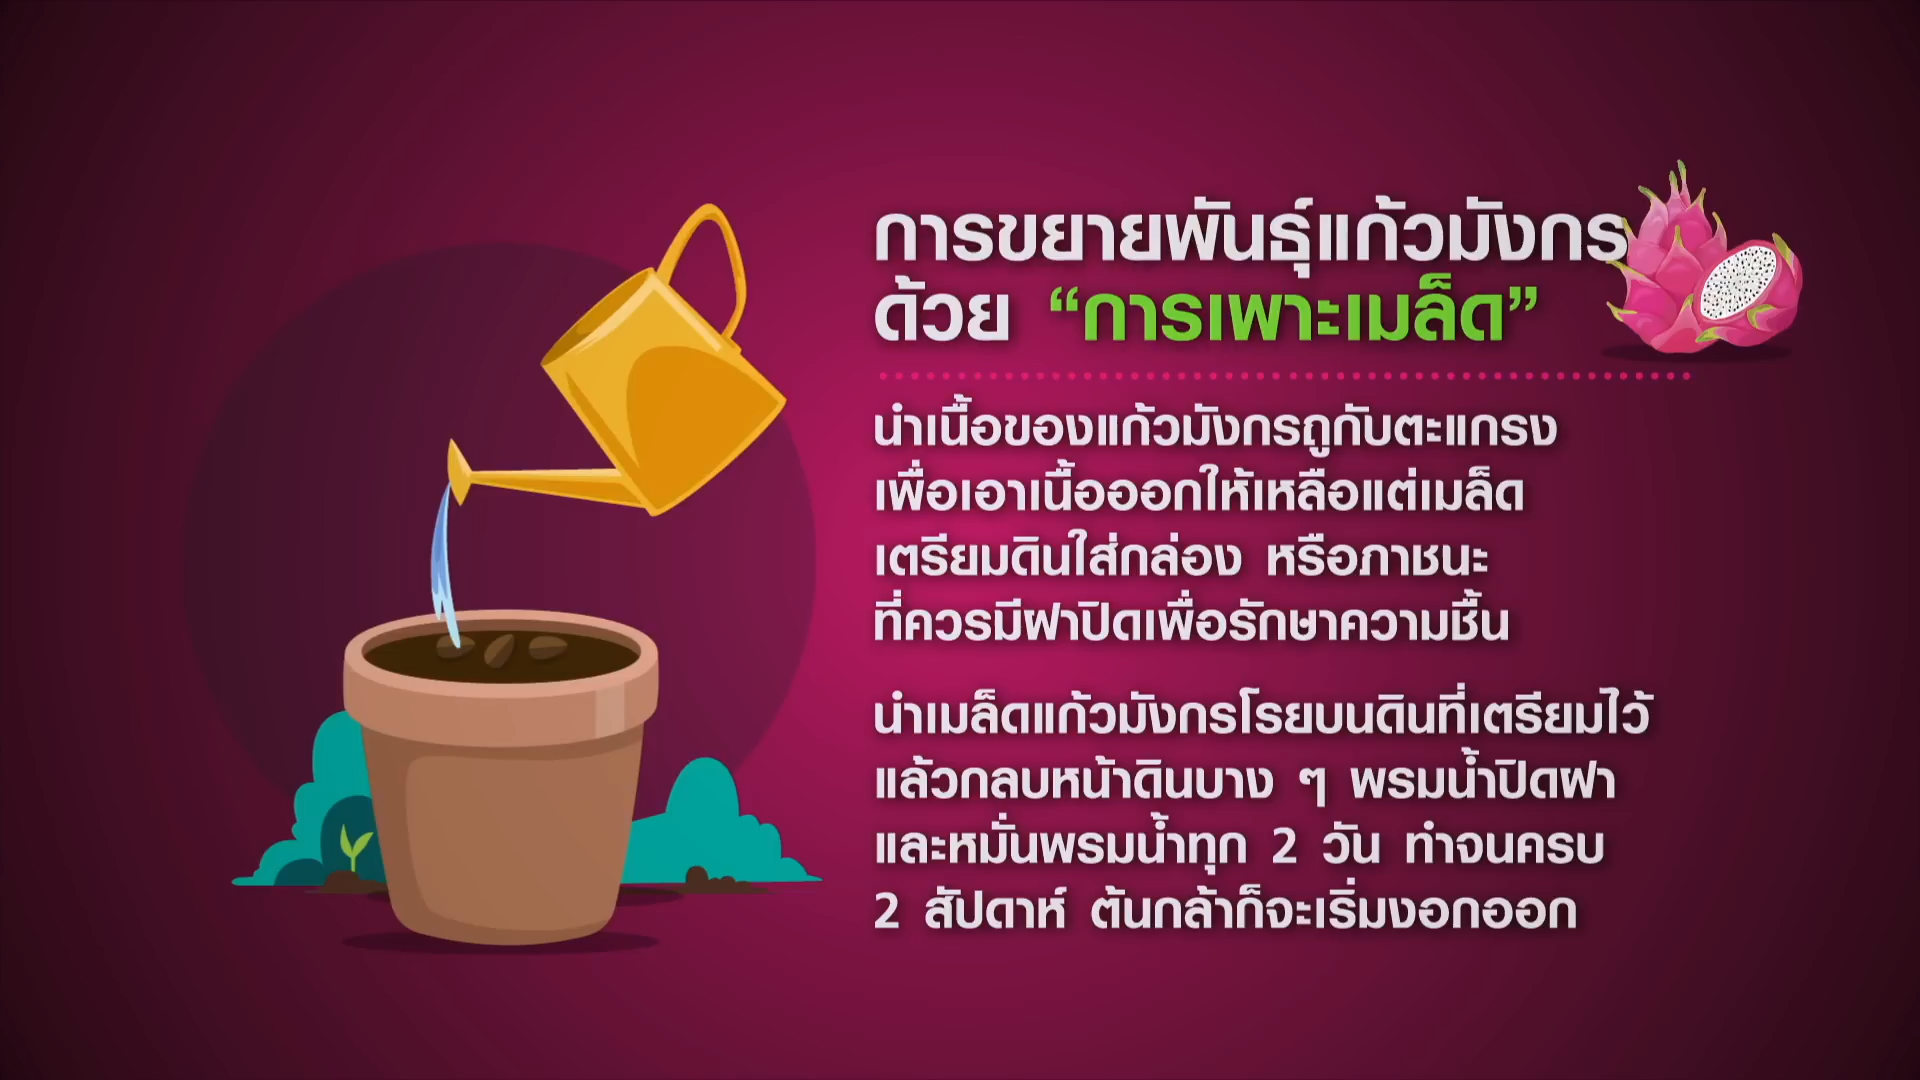 การขยายพันธุ์แก้วมังกร
ด้วย “การเพาะเมล็ด”
นำเนื้อของแก้วมังกรถูกับตะแกรง
เพื่อเอาเนื้อออกให้เหลือแต่เมล็ด
เตรียมดินใส่กล่อง หรือภาชนะ
ที่ควรมีฝาปิดเพื่อรักษาความชื้น
นำเมล็ดแก้วมังกรโรยบนดินที่เตรียมไว้
แล้วกลบหน้าดินบาง ๆ พรมน้ำปิดฝา
และหมั่นพรมน้ำทุก 2 วัน ทำจนครบ
2 สัปดาห์ ต้นกล้าก็จะเริ่มงอกออก